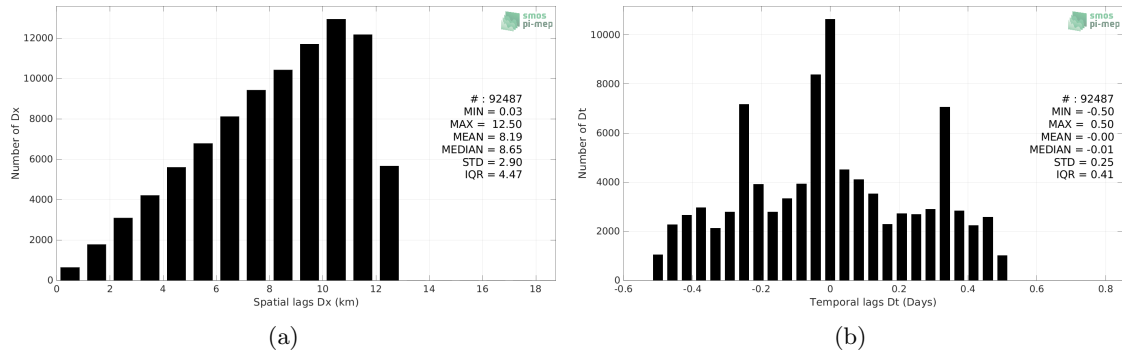 smos
pi-mep
12000
10000
8000
6000
4000
2000
0
Number of Dx
# : 92487
MIN = 0.03
MAX = 12.50
MEAN = 8.19
MEDIAN = 8.65
STD = 2.90
IQR = 4.47
0 2 4 6 8 10 12 14 16 18
Spatial lags Dx (km)
(a)
smos
pi-mep
10000
8000
6000
4000
2000
0
Number of Dt
# : 92487
MIN = -0.50
MAX = 0.50
MEAN = -0.00
MEDIAN = -0.01
STD = 0.25
IQR = 0.41
-0.6 -0.4 -0.2 0 0.2 0.4 0.6 0.8
Temporal lags Dt (Days)
(b)